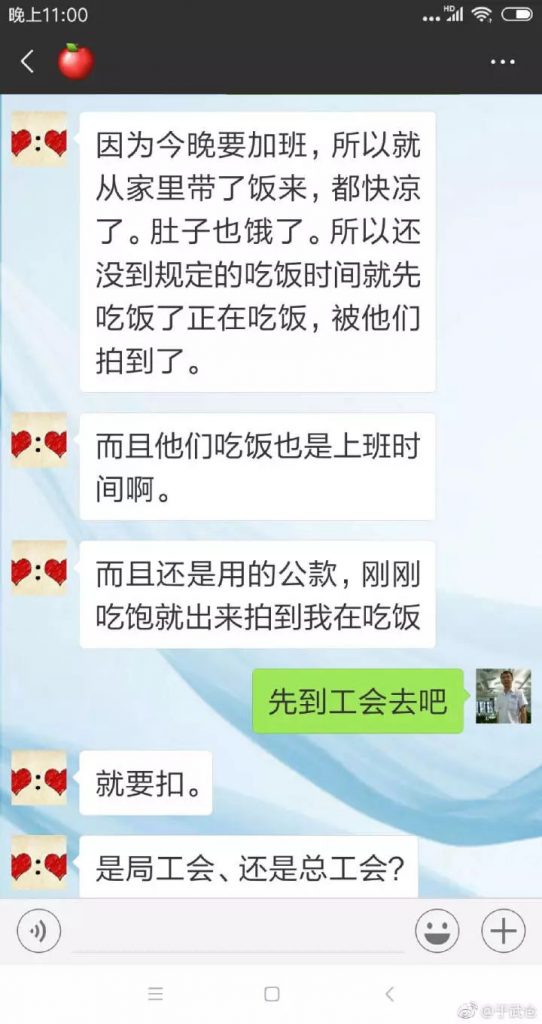 晚上11:00
HD
因为今晚要加班，所以就
从家里带了饭来，都快凉
了。肚子也饿了。所以还
没到规定的吃饭时间就先
吃饭了正在吃饭，被他们
拍到了。
而且他们吃饭也是上班时
间啊。
而且还是用的公款，刚刚
吃饱就出来拍到我在吃饭
先到工会去吧
就要扣。
是局工会、还是总工会？
@于武仓